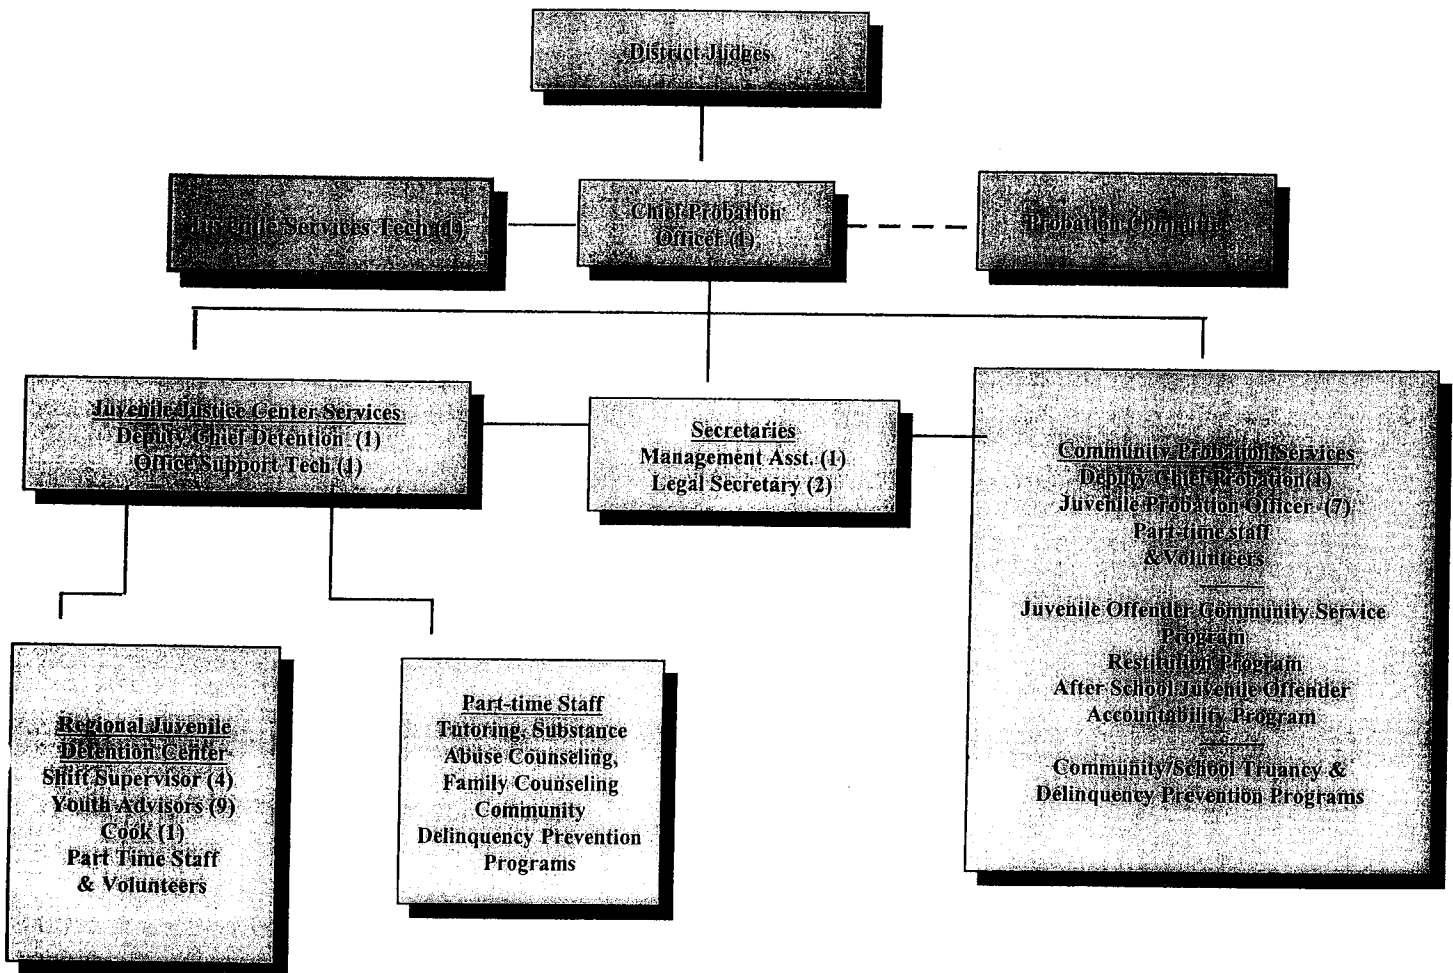 District Judges
Juvenile Services Tech (1)
Chief Probation
Officer (1)
Probation Committee
Juvenile Justice Center Services
Deputy Chief Detention (1)
Office Support Tech (1)
Secretaries
Management Asst. (1)
Legal Secretary (2)
Community Probation Services
Deputy Chief Probation(1)
Juvenile Probation Officer (7)
Part-time staff
&Volunteers
Juvenile Offender Community Service
Program
Restitution Program
After School Juvenile Offender
Accountability Program
Community/School Truancy &
Delinquency Prevention Programs
Regional Juvenile
Detention Center
Shift Supervisor (4)
Youth Advisors (9)
Cook (1)
Part Time Staff
& Volunteers
Part-time Staff
Tutoring, Substance
Abuse Counseling,
Family Counseling
Community
Delinquency Prevention
Programs